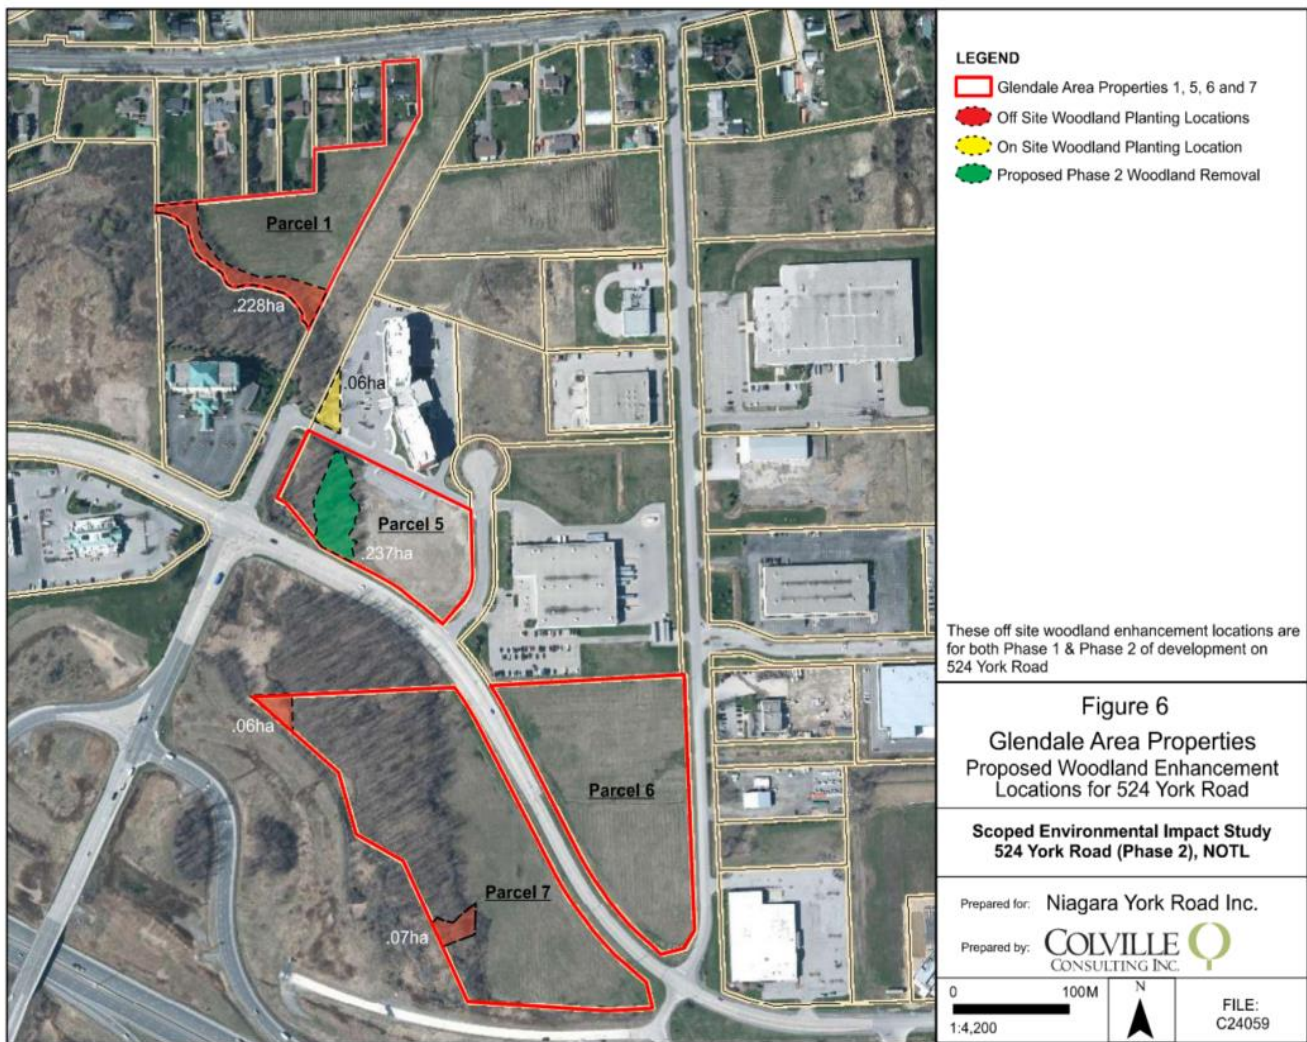 Parcel 1
.228ha
.06ha
Parcel 5
.237ha
.06ha
Parcel 6
Parcel 7
.07ha
LEGEND
Glendale Area Properties 1, 5, 6 and 7
Off Site Woodland Planting Locations
On Site Woodland Planting Location
Proposed Phase 2 Woodland Removal
These off site woodland enhancement locations are
for both Phase 1 & Phase 2 of development on
524 York Road
Figure 6
Glendale Area Properties
Proposed Woodland Enhancement
Locations for 524 York Road
Scoped Environmental Impact Study
524 York Road (Phase 2), NOTL
Prepared for: Niagara York Road Inc.
Prepared by: COLVILLE
CONSULTING INC.
0 100M
1:4,200
N
FILE:
C24059